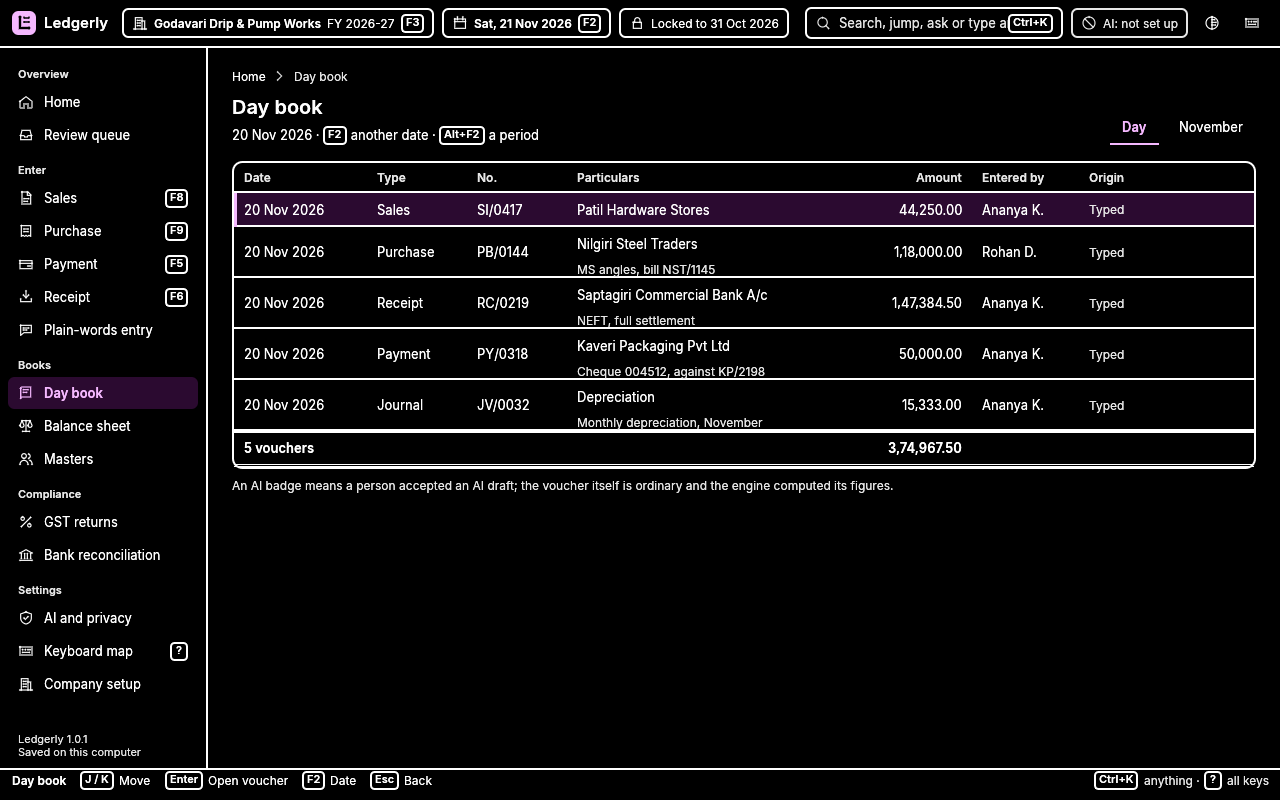 Ledgerly
Godavari Drip & Pump Works FY 2026-27 F3
Sat, 21 Nov 2026 F2
Locked to 31 Oct 2026
Search, jump, ask or type a Ctrl+K
AI: not set up
Overview
Home
Review queue
Enter
Sales F8
Purchase F9
Payment F5
Receipt F6
Plain-words entry
Books
Day book
Balance sheet
Masters
Compliance
GST returns
Bank reconciliation
Settings
AI and privacy
Keyboard map ?
Company setup
Ledgerly 1.0.1
Saved on this computer
Home > Day book
Day book
20 Nov 2026 · F2 another date · Alt+F2 a period
Day November
Date Type No. Particulars Amount Entered by Origin
20 Nov 2026 Sales SI/0417 Patil Hardware Stores 44,250.00 Ananya K. Typed
20 Nov 2026 Purchase PB/0144 Nilgiri Steel Traders 1,18,000.00 Rohan D. Typed
MS angles, bill NST/1145
20 Nov 2026 Receipt RC/0219 Saptagiri Commercial Bank A/c 1,47,384.50 Ananya K. Typed
NEFT, full settlement
20 Nov 2026 Payment PY/0318 Kaveri Packaging Pvt Ltd 50,000.00 Ananya K. Typed
Cheque 004512, against KP/2198
20 Nov 2026 Journal JV/0032 Depreciation 15,333.00 Ananya K. Typed
Monthly depreciation, November
5 vouchers 3,74,967.50
An AI badge means a person accepted an AI draft; the voucher itself is ordinary and the engine computed its figures.
Day book J / K Move Enter Open voucher F2 Date Esc Back
Ctrl+K anything · ? all keys